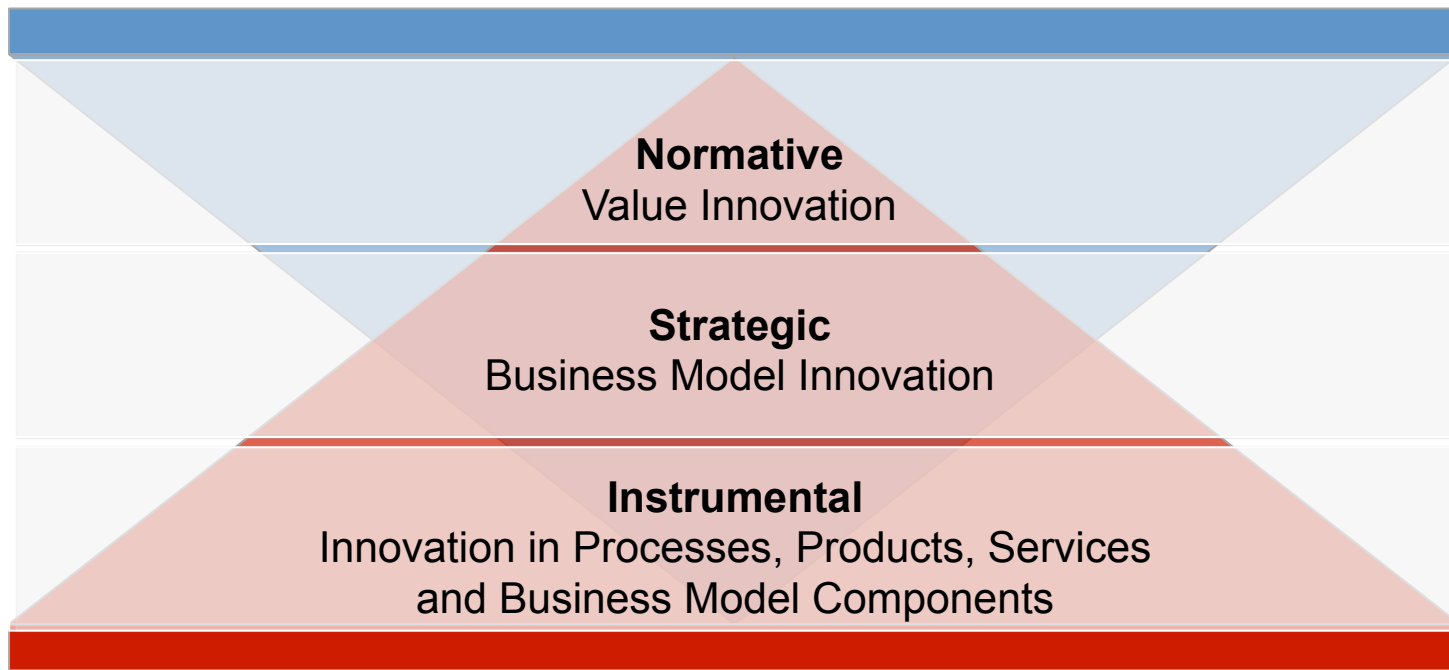 Normative
Value Innovation
Strategic
Business Model Innovation
Instrumental
Innovation in Processes, Products, Services
and Business Model Components